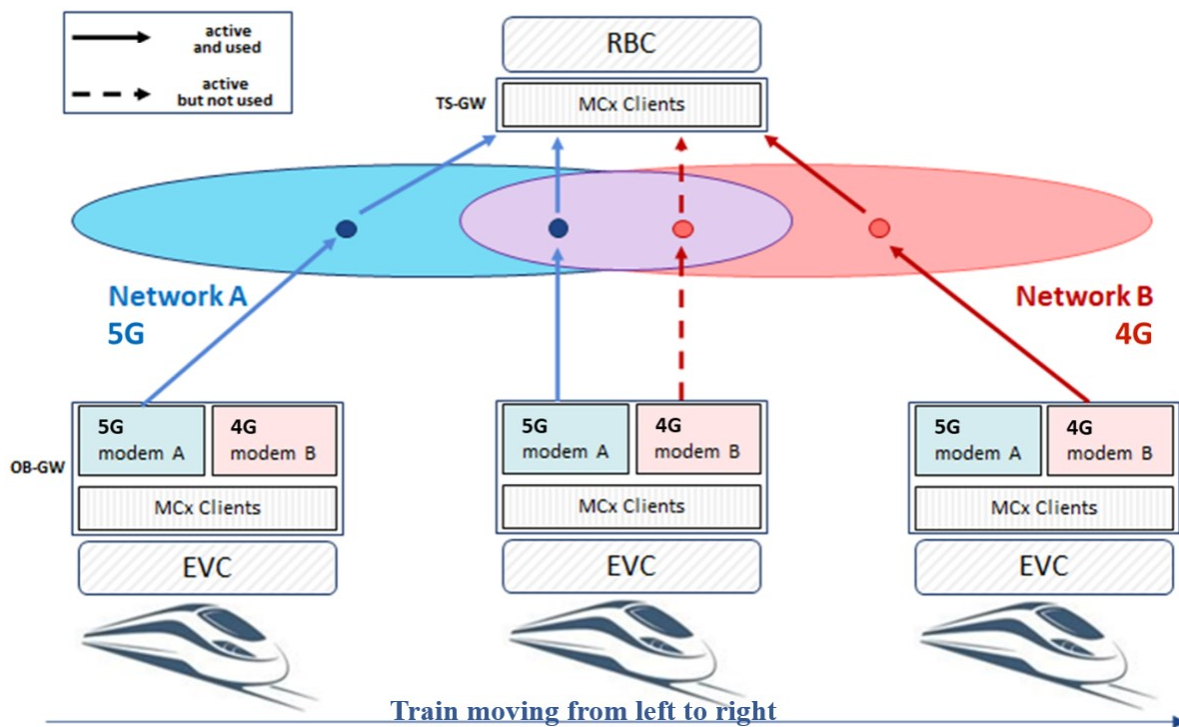 active
and used
active
but not used
RBC
TS-GW
MCx Clients
Network A
5G
Network B
4G
OB-GW
5G
modem A
4G
modem B
MCx Clients
EVC
5G
modem A
4G
modem B
MCx Clients
EVC
5G
modem A
4G
modem B
MCx Clients
EVC
Train moving from left to right